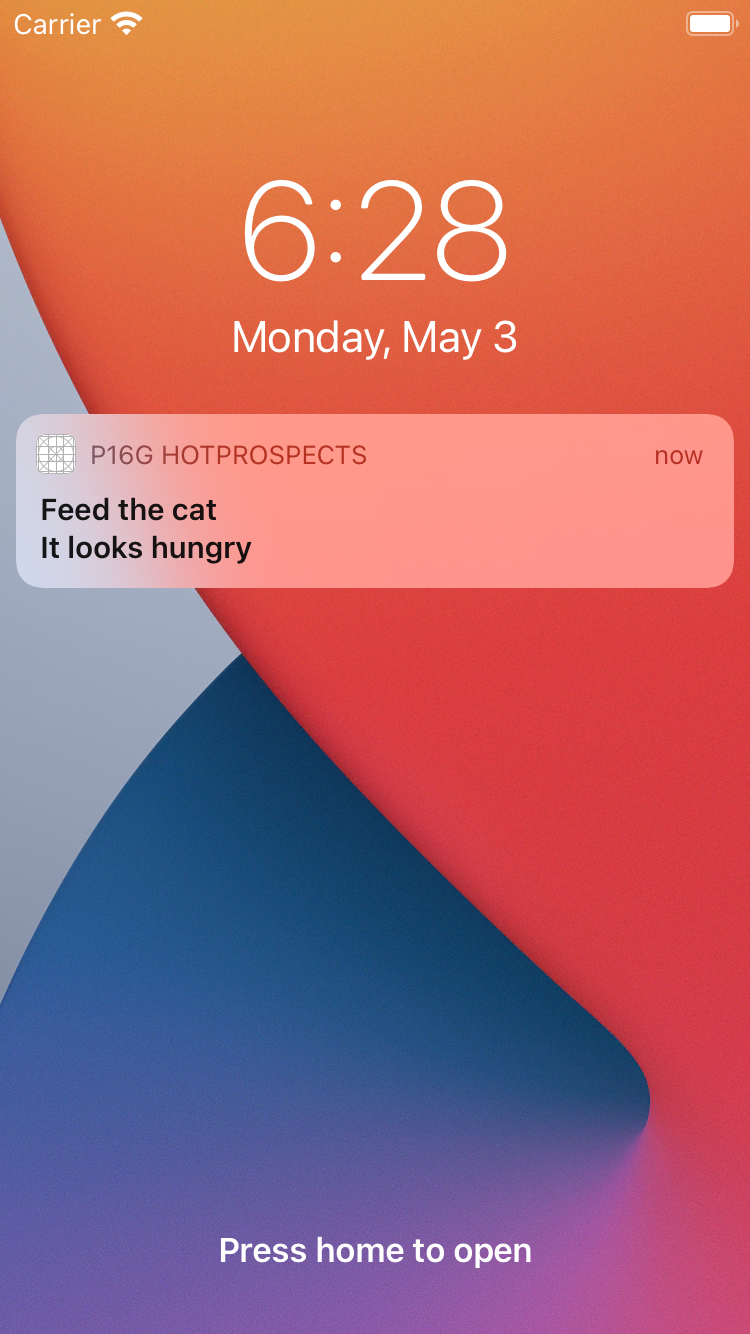 Carrier
6:28
Monday, May 3
P16G HOTPROSPECTS now
Feed the cat
It looks hungry
Press home to open